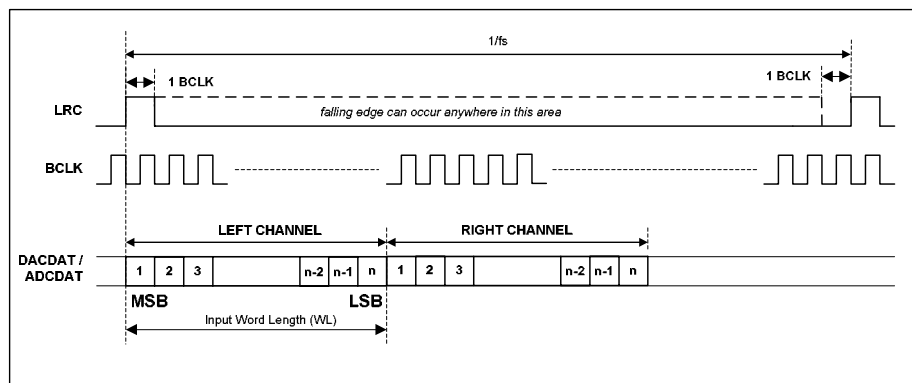 1/fs
1 BCLK
1 BCLK
LRC
falling edge can occur anywhere in this area
BCLK
LEFT CHANNEL
RIGHT CHANNEL
DACDAT /
ADCDAT
1 2 3 n-2 n-1 n 1 2 3 n-2 n-1 n
MSB
LSB
Input Word Length (WL)